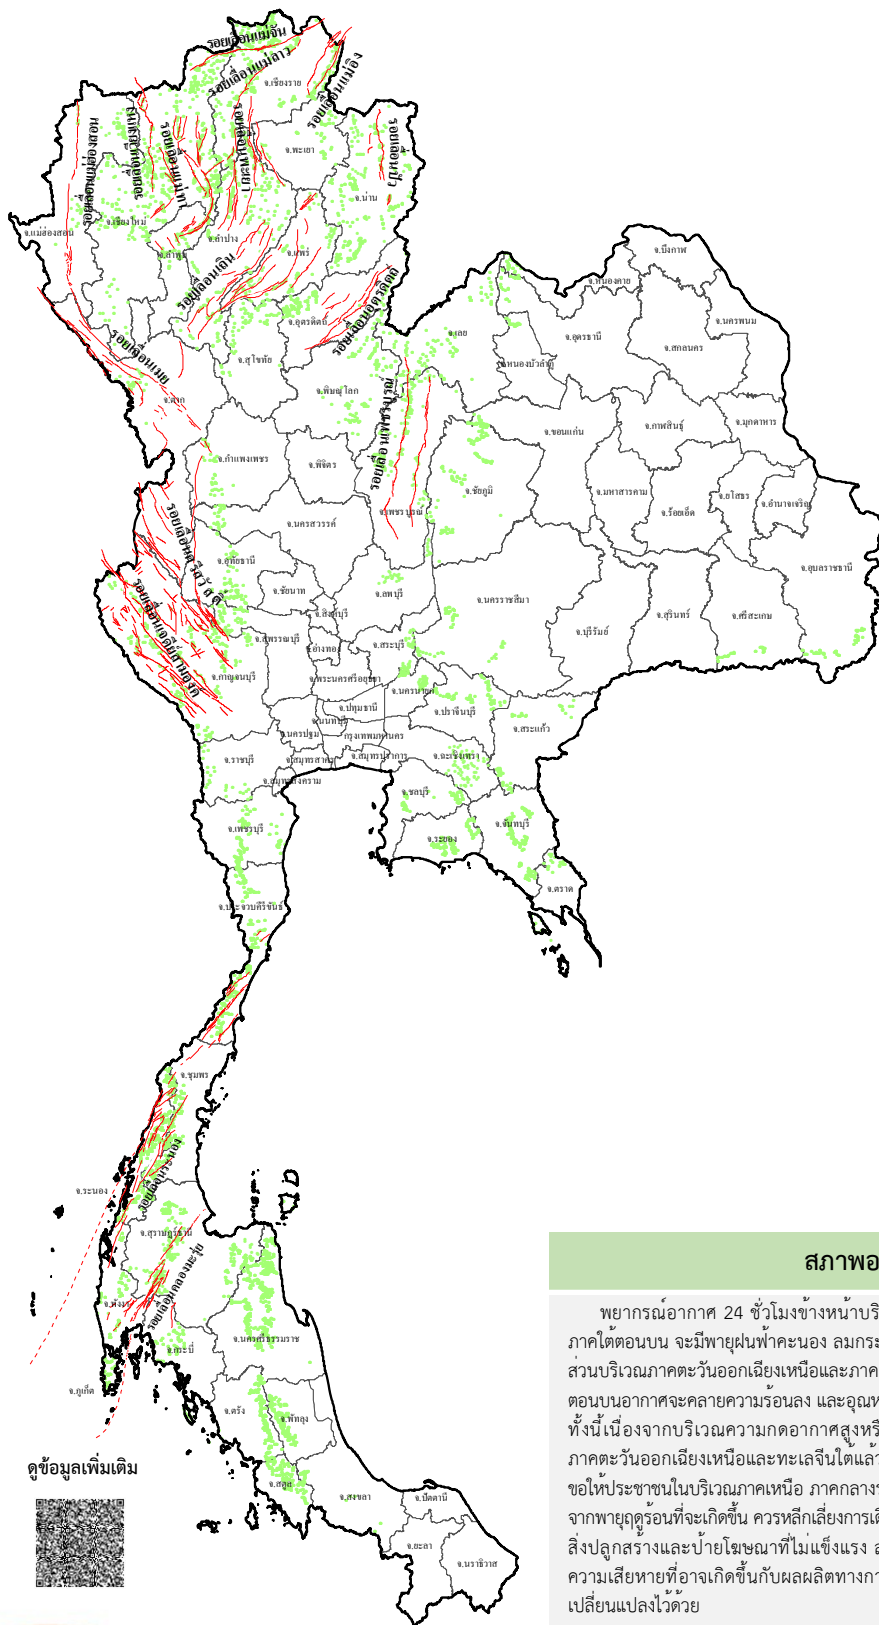 รอยเลื่อนแม่จัน
รอยเลื่อนแม่ลาว
จ.เชียงราย
รอยเลื่อนแม่อิง
รอยเลื่อนแม่ฮ่องสอน
รอยเลื่อนเวียงแหง
รอยเลื่อนแม่ทา
รอยเลื่อนพะเยา
จ.พะเยา
รอยเลื่อนปัว
จ.น่าน
จ.แม่ฮ่องสอน
จ.เชียงใหม่
จ.ลำพูน
จ.ลำปาง
จ.แพร่
รอยเลื่อนเถิน
จ.อุตรดิตถ์
รอยเลื่อนอุตรดิตถ์
จ.บึงกาฬ
จ.หนองคาย
จ.นครพนม
จ.เลย
จ.อุดรธานี
จ.สกลนคร
จ.หนองบัวลำภู
รอยเลื่อนเมย
จ.สุโขทัย
จ.ตาก
จ.พิษณุโลก
รอยเลื่อนเพชรบูรณ์
จ.ขอนแก่น
จ.กาฬสินธุ์
จ.มุกดาหาร
จ.กำแพงเพชร
จ.พิจิตร
จ.ชัยภูมิ
จ.มหาสารคาม
จ.ร้อยเอ็ด
จ.ยโสธร
จ.อำนาจเจริญ
จ.เพชรบูรณ์
จ.นครสวรรค์
รอยเลื่อนศรีสวัสดิ์
จ.อุทัยธานี
จ.อุบลราชธานี
จ.ชัยนาท
จ.ลพบุรี
จ.นครราชสีมา
จ.บุรีรัมย์
จ.สุรินทร์
จ.ศรีสะเกษ
รอยเลื่อนเจดีย์สามองค์
จ.สิงห์บุรี
จ.สุพรรณบุรี
จ.อ่างทอง
จ.สระบุรี
จ.กาญจนบุรี
จ.พระนครศรีอยุธยา
จ.นครนายก
จ.ปทุมธานี
จ.ปราจีนบุรี
จ.นนทบุรี
จ.สระแก้ว
จ.นครปฐม
กรุงเทพมหานคร
จ.ราชบุรี
จ.สมุทรสาคร
จ.สมุทรปราการ
จ.ฉะเชิงเทรา
จ.สมุทรสงคราม
จ.ชลบุรี
จ.เพชรบุรี
จ.ระยอง
จ.จันทบุรี
จ.ตราด
จ.ประจวบคีรีขันธ์
จ.ชุมพร
รอยเลื่อนระนอง
จ.ระนอง
จ.สุราษฎร์ธานี
รอยเลื่อนคลองมะรุ่ย
จ.พังงา
จ.นครศรีธรรมราช
จ.กระบี่
จ.ภูเก็ต
จ.ตรัง
จ.พัทลุง
จ.สตูล
จ.สงขลา
จ.ปัตตานี
จ.ยะลา
จ.นราธิวาส
ดูข้อมูลเพิ่มเติม
สภาพอ
พยากรณ์อากาศ 24 ชั่วโมงข้างหน้าบริ
ภาคใต้ตอนบน จะมีพายุฝนฟ้าคะนอง ลมกระ
ส่วนบริเวณภาคตะวันออกเฉียงเหนือและภาค
ตอนบนอากาศจะคลายความร้อนลง และอุณห
ทั้งนี้เนื่องจากบริเวณความกดอากาศสูงหรื
ภาคตะวันออกเฉียงเหนือและทะเลจีนใต้แล้ว
ขอให้ประชาชนในบริเวณภาคเหนือ ภาคกลาง
จากพายุฤดูร้อนที่จะเกิดขึ้น ควรหลีกเลี่ยงการเดิ
สิ่งปลูกสร้างและป้ายโฆษณาที่ไม่แข็งแรง
ความเสียหายที่อาจเกิดขึ้นกับผลผลิตทางกา
เปลี่ยนแปลงไว้ด้วย